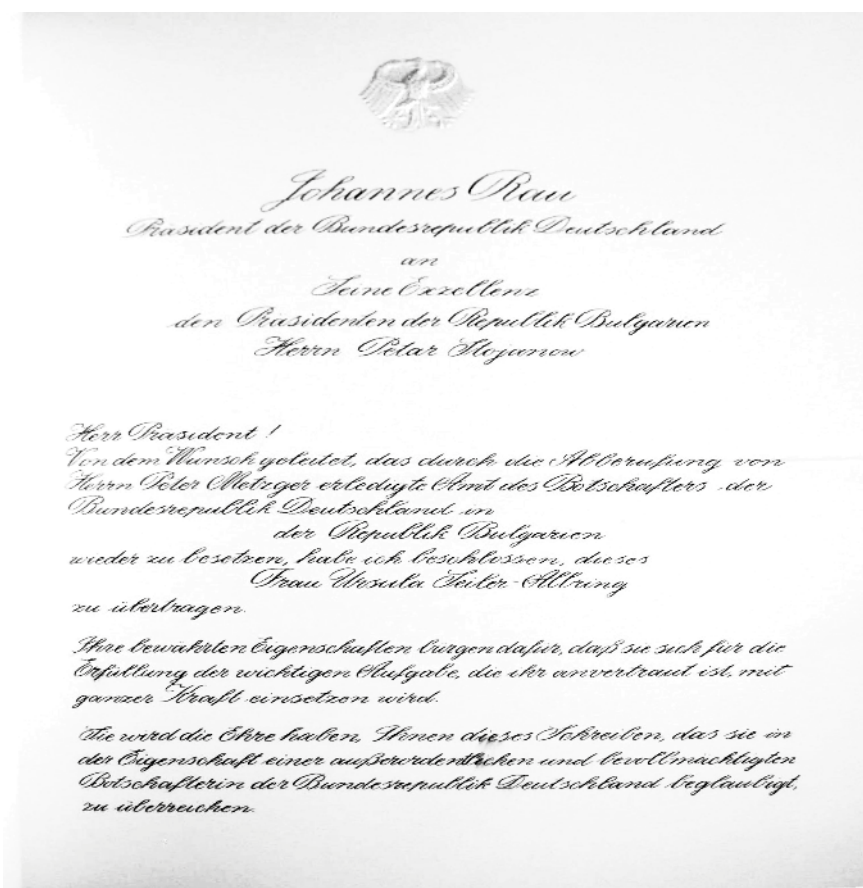 Johannes Rau
Präsident der Bundesrepublik Deutschland
an
Seine Exzellenz
den Präsidenten der Republik Bulgarien
Herrn Petar Stojanow
Herr Präsident !
Von dem Wunsch geleitet, das durch die Abberufung von
Herrn Peter Metzger erledigte Amt des Botschafters der
Bundesrepublik Deutschland in
der Republik Bulgarien
wieder zu besetzen, habe ich beschlossen, dieses
Frau Ursula Seiler-Albring
zu übertragen.
Ihre bewährten Eigenschaften bürgen dafür, daß sie sich für die
Erfüllung der wichtigen Aufgabe, die ihr anvertraut ist, mit
ganzer Kraft einsetzen wird.
Sie wird die Ehre haben, Ihnen dieses Schreiben, das sie in
der Eigenschaft einer außerordentlichen und bevollmächtigten
Botschafterin der Bundesrepublik Deutschland beglaubigt,
zu überreichen.